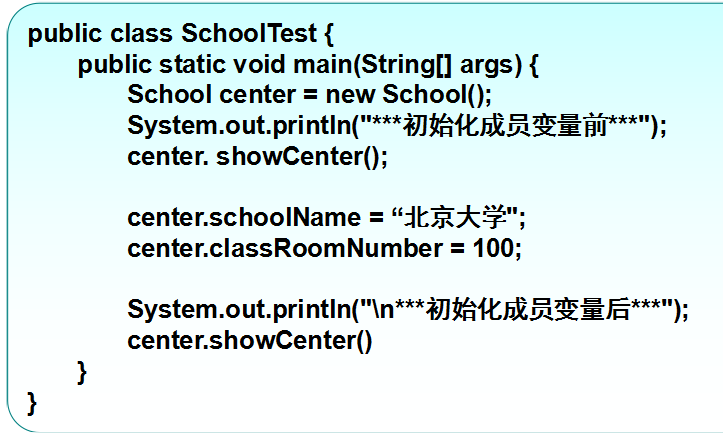 public class SchoolTest {
public static void main(String[] args) {
School center = new School();
System.out.println("***初始化成员变量前***");
center. showCenter();
center.schoolName = “北京大学";
center.classRoomNumber = 100;
System.out.println("\n***初始化成员变量后***");
center.showCenter()
}
}